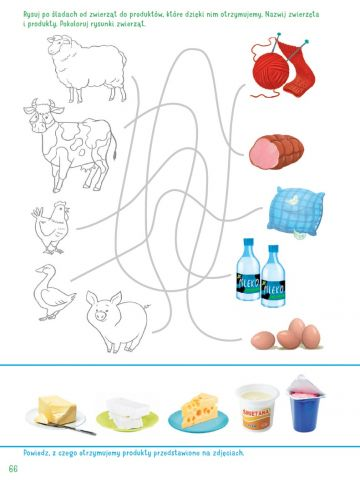 Rysuj po śladach od zwierząt do produktów, które dzięki nim otrzymujemy. Nazwij zwierzęta
i produkty. Pokoloruj rysunki zwierząt.
MLEKO
MLEKO
ŚMIETANA
Powiedz, z czego otrzymujemy produkty przedstawione na zdjęciach.
66